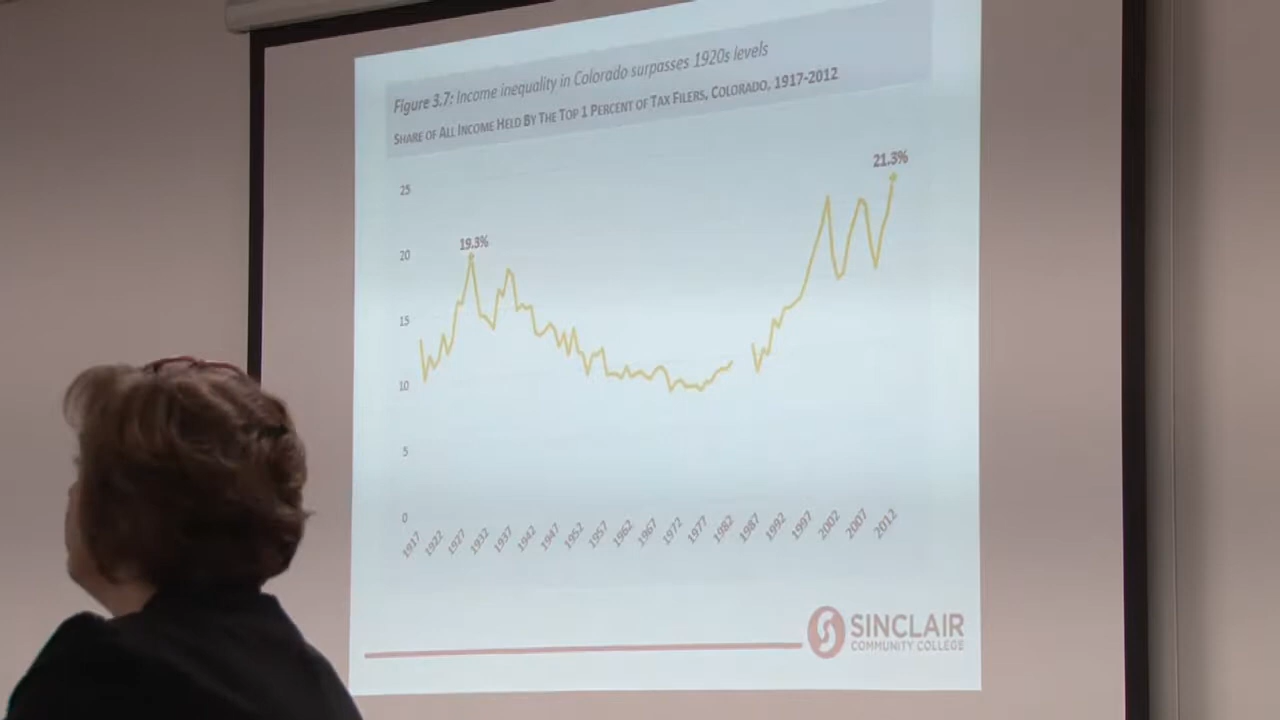 Figure 3.7: Income inequality in Colorado surpasses 1920s levels
SHARE OF ALL INCOME HELD BY THE TOP 1 PERCENT OF TAX FILERS, COLORADO, 1917-2012
21.3%
25
19.3%
20
15
10
5
0
1917 1922 1927 1932 1937 1942 1947 1952 1957 1962 1967 1972 1977 1982 1987 1992 1997 2002 2007 2012
SINCLAIR
COMMUNITY COLLEGE